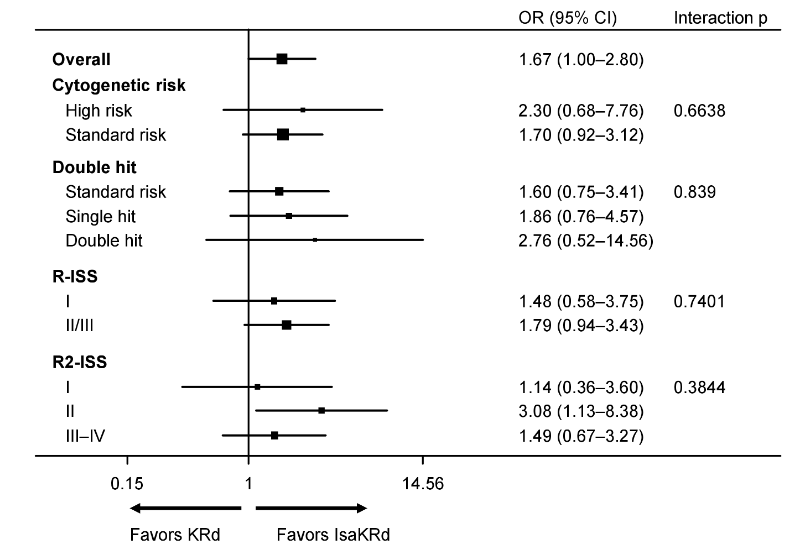 OR (95% CI) Interaction p
Overall 1.67 (1.00–2.80)
Cytogenetic risk
High risk 2.30 (0.68–7.76) 0.6638
Standard risk 1.70 (0.92–3.12)
Double hit
Standard risk 1.60 (0.75–3.41) 0.839
Single hit 1.86 (0.76–4.57)
Double hit 2.76 (0.52–14.56)
R-ISS
I 1.48 (0.58–3.75) 0.7401
II/III 1.79 (0.94–3.43)
R2-ISS
I 1.14 (0.36–3.60) 0.3844
II 3.08 (1.13–8.38)
III–IV 1.49 (0.67–3.27)
0.15 1 14.56
Favors KRd Favors IsaKRd